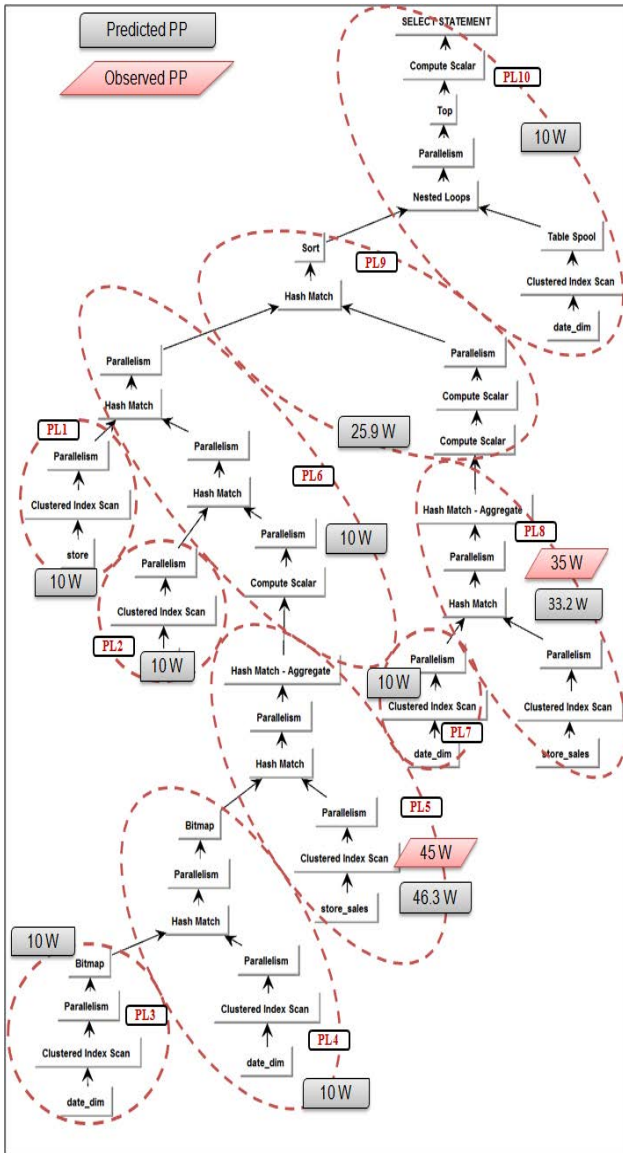 Predicted PP
Observed PP
SELECT STATEMENT
Compute Scalar
PL10
Top
10 W
Parallelism
Nested Loops
Table Spool
Sort
PL9
Clustered Index Scan
Hash Match
date_dim
Parallelism
Parallelism
Compute Scalar
Hash Match
PL1
25.9 W
Compute Scalar
Parallelism
Parallelism
PL6
Clustered Index Scan
Hash Match
Hash Match - Aggregate
PL8
store
Parallelism
10 W
Parallelism
35 W
10 W
Parallelism
Clustered Index Scan
Compute Scalar
Hash Match
33.2 W
PL2
10 W
Hash Match - Aggregate
Parallelism
10 W
Parallelism
Parallelism
Clustered Index Scan
Clustered Index Scan
PL7
Hash Match
date_dim
store_sales
PL5
Bitmap
Parallelism
Clustered Index Scan
45 W
Parallelism
46.3 W
Hash Match
store_sales
10 W
Bitmap
Parallelism
Parallelism
PL3
Clustered Index Scan
PL4
Clustered Index Scan
date_dim
10 W
date_dim